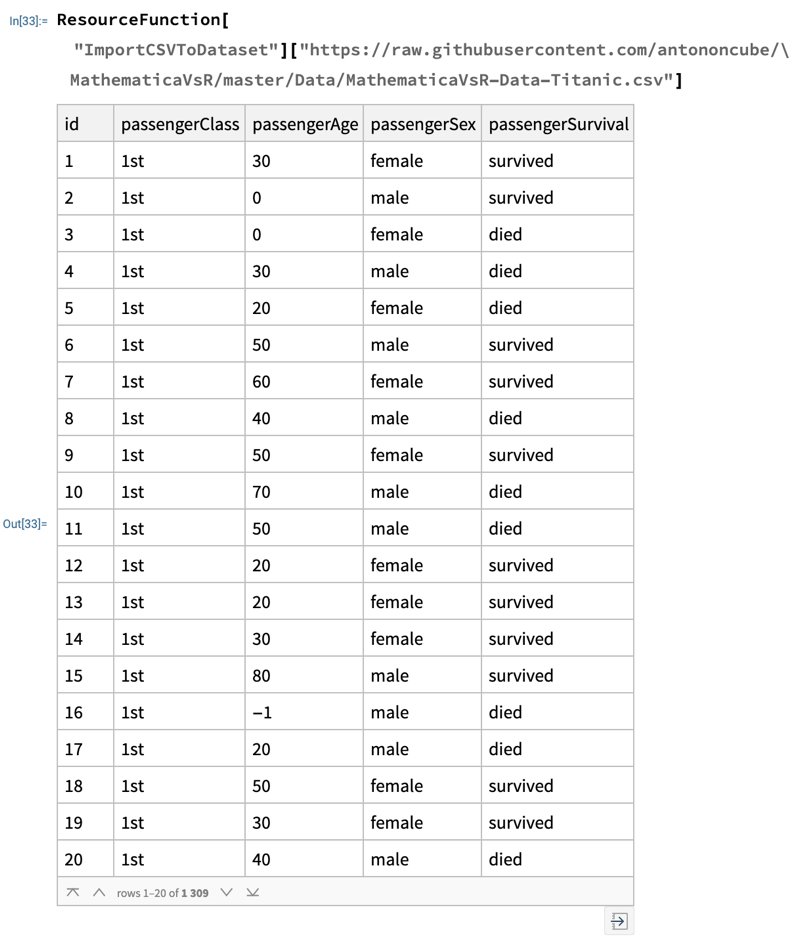 In[33]:= ResourceFunction[
"ImportCSVToDataset"]["https://raw.githubusercontent.com/antononcube/\
MathematicaVsR/master/Data/MathematicaVsR-Data-Titanic.csv"]
id passengerClass passengerAge passengerSex passengerSurvival
1 1st 30 female survived
2 1st 0 male survived
3 1st 0 female died
4 1st 30 male died
5 1st 20 female died
6 1st 50 male survived
7 1st 60 female survived
8 1st 40 male died
9 1st 50 female survived
10 1st 70 male died
Out[33]= 11 1st 50 male died
12 1st 20 female survived
13 1st 20 female survived
14 1st 30 female survived
15 1st 80 male survived
16 1st −1 male died
17 1st 20 male died
18 1st 50 female survived
19 1st 30 female survived
20 1st 40 male died
rows 1–20 of 1 309